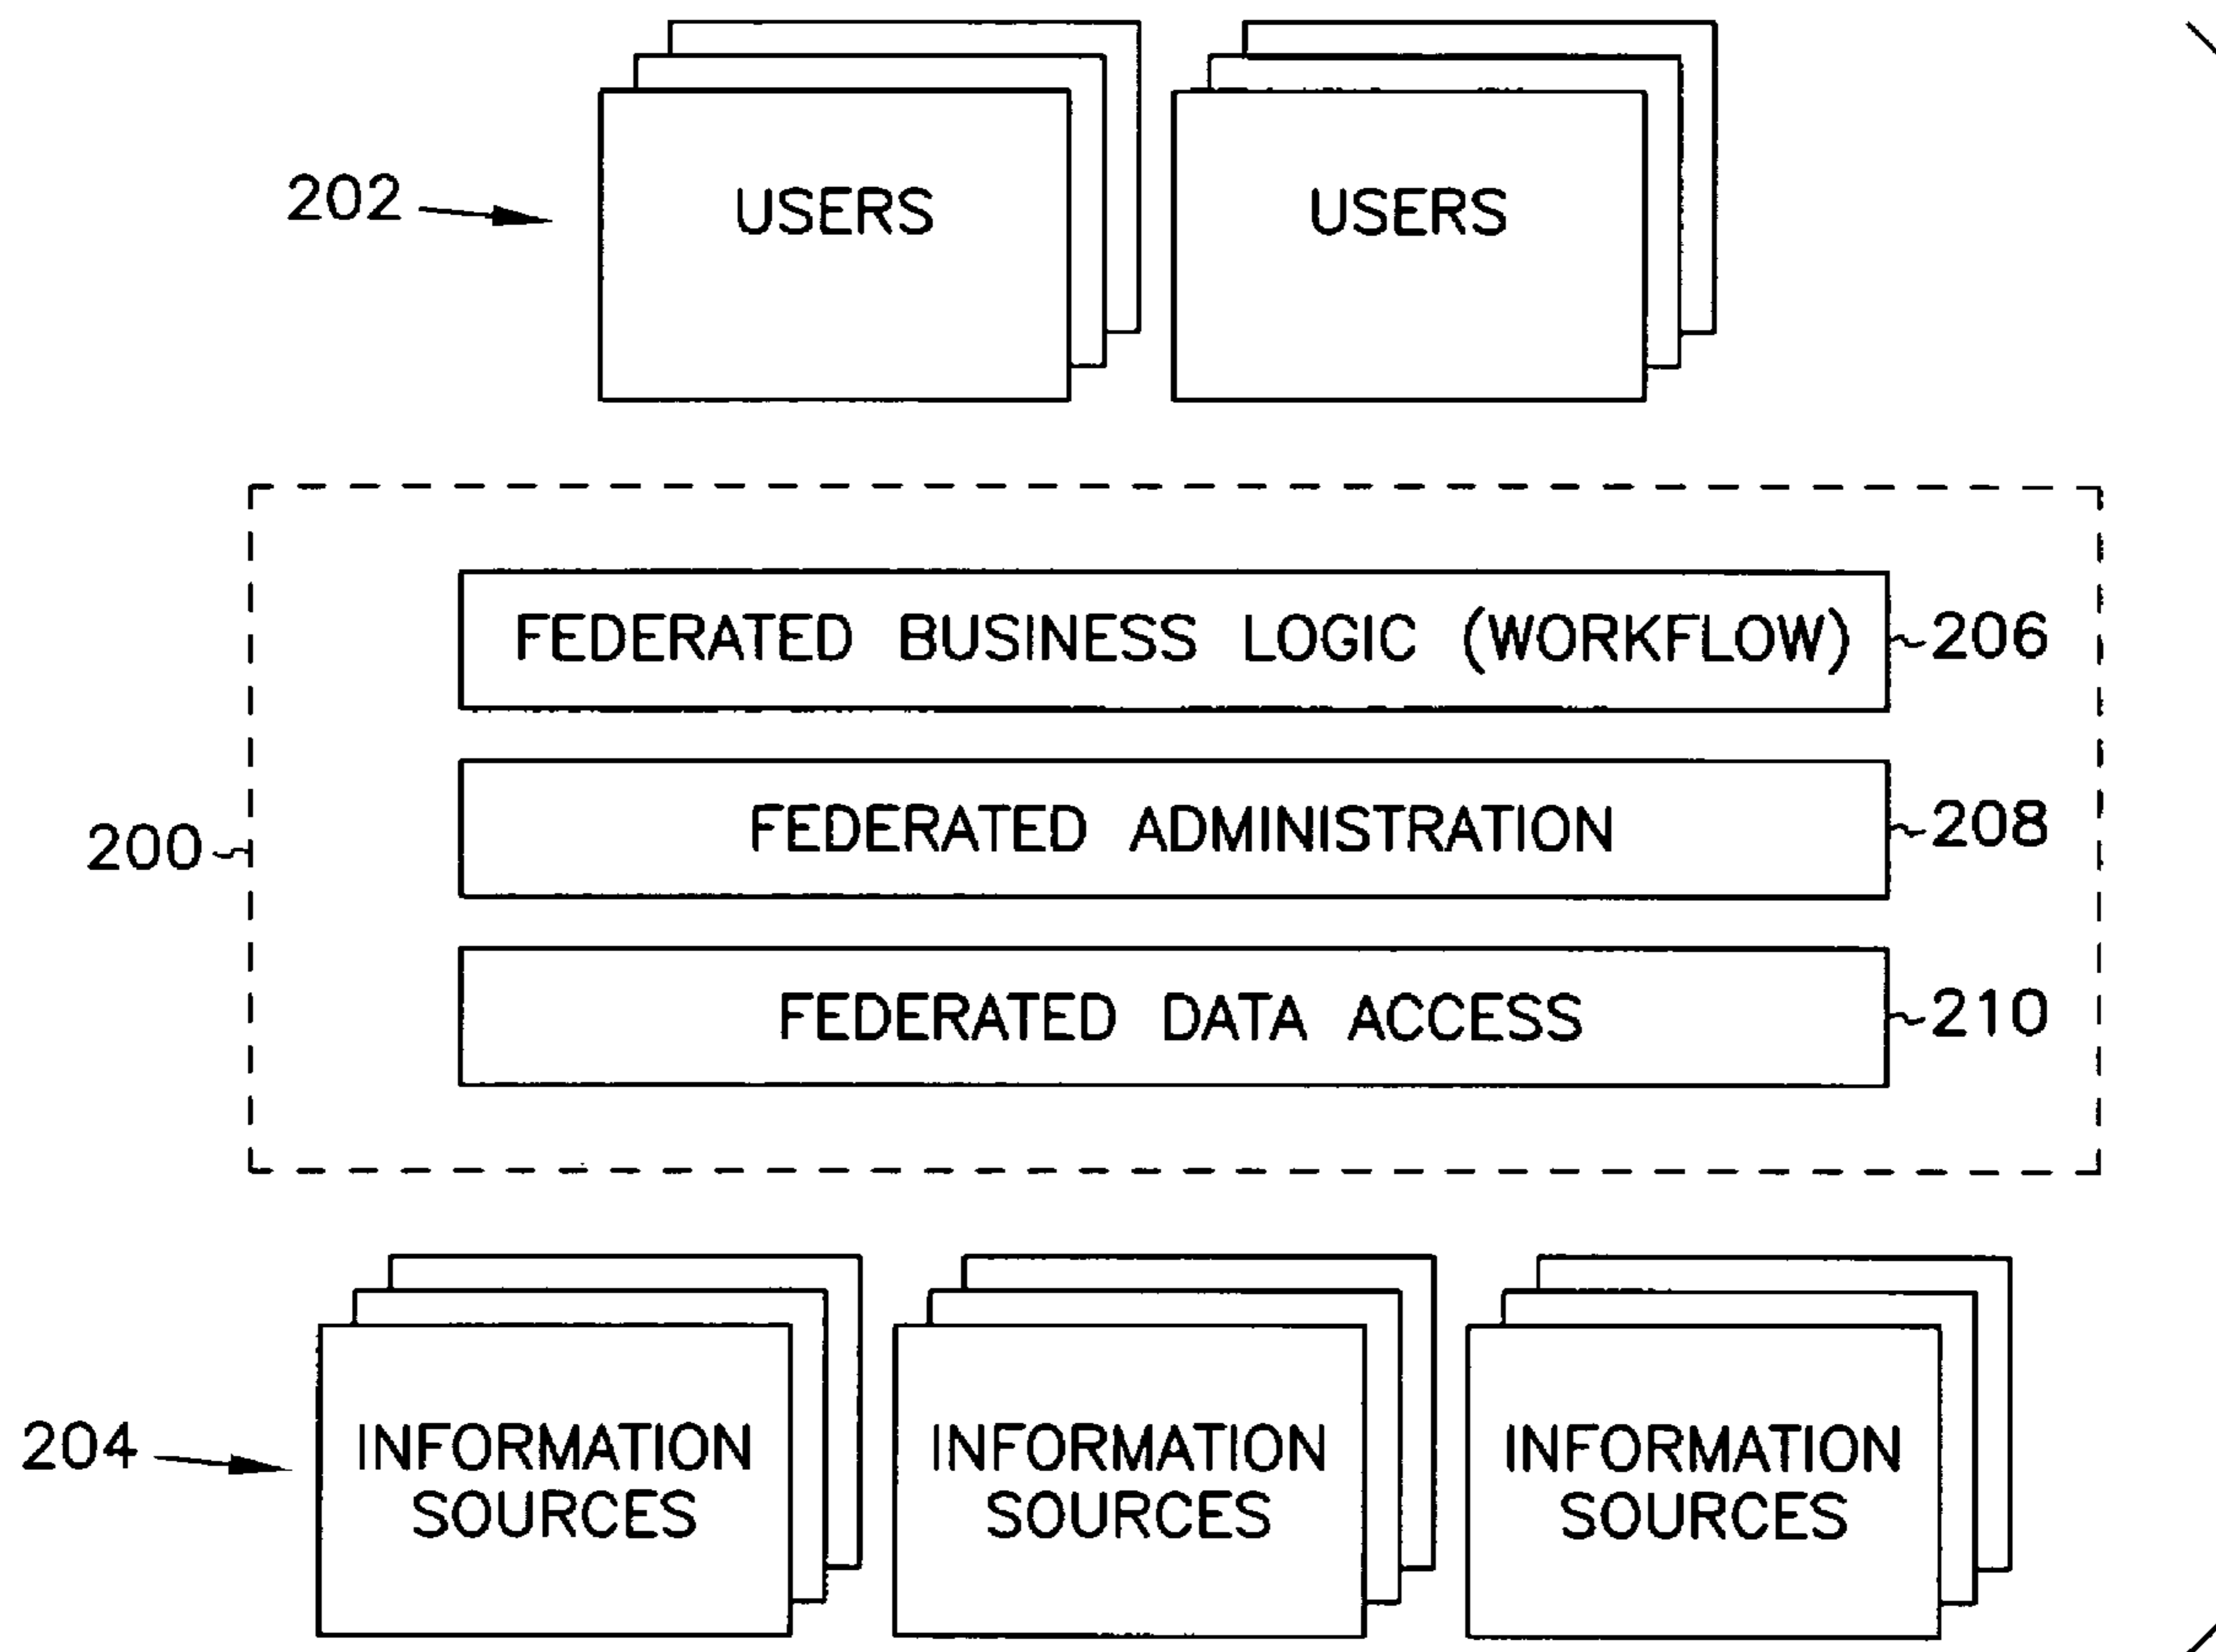 USERS USERS
202
FEDERATED BUSINESS LOGIC (WORKFLOW) 206
FEDERATED ADMINISTRATION 208
200
FEDERATED DATA ACCESS 210
204
INFORMATION INFORMATION INFORMATION
SOURCES SOURCES SOURCES